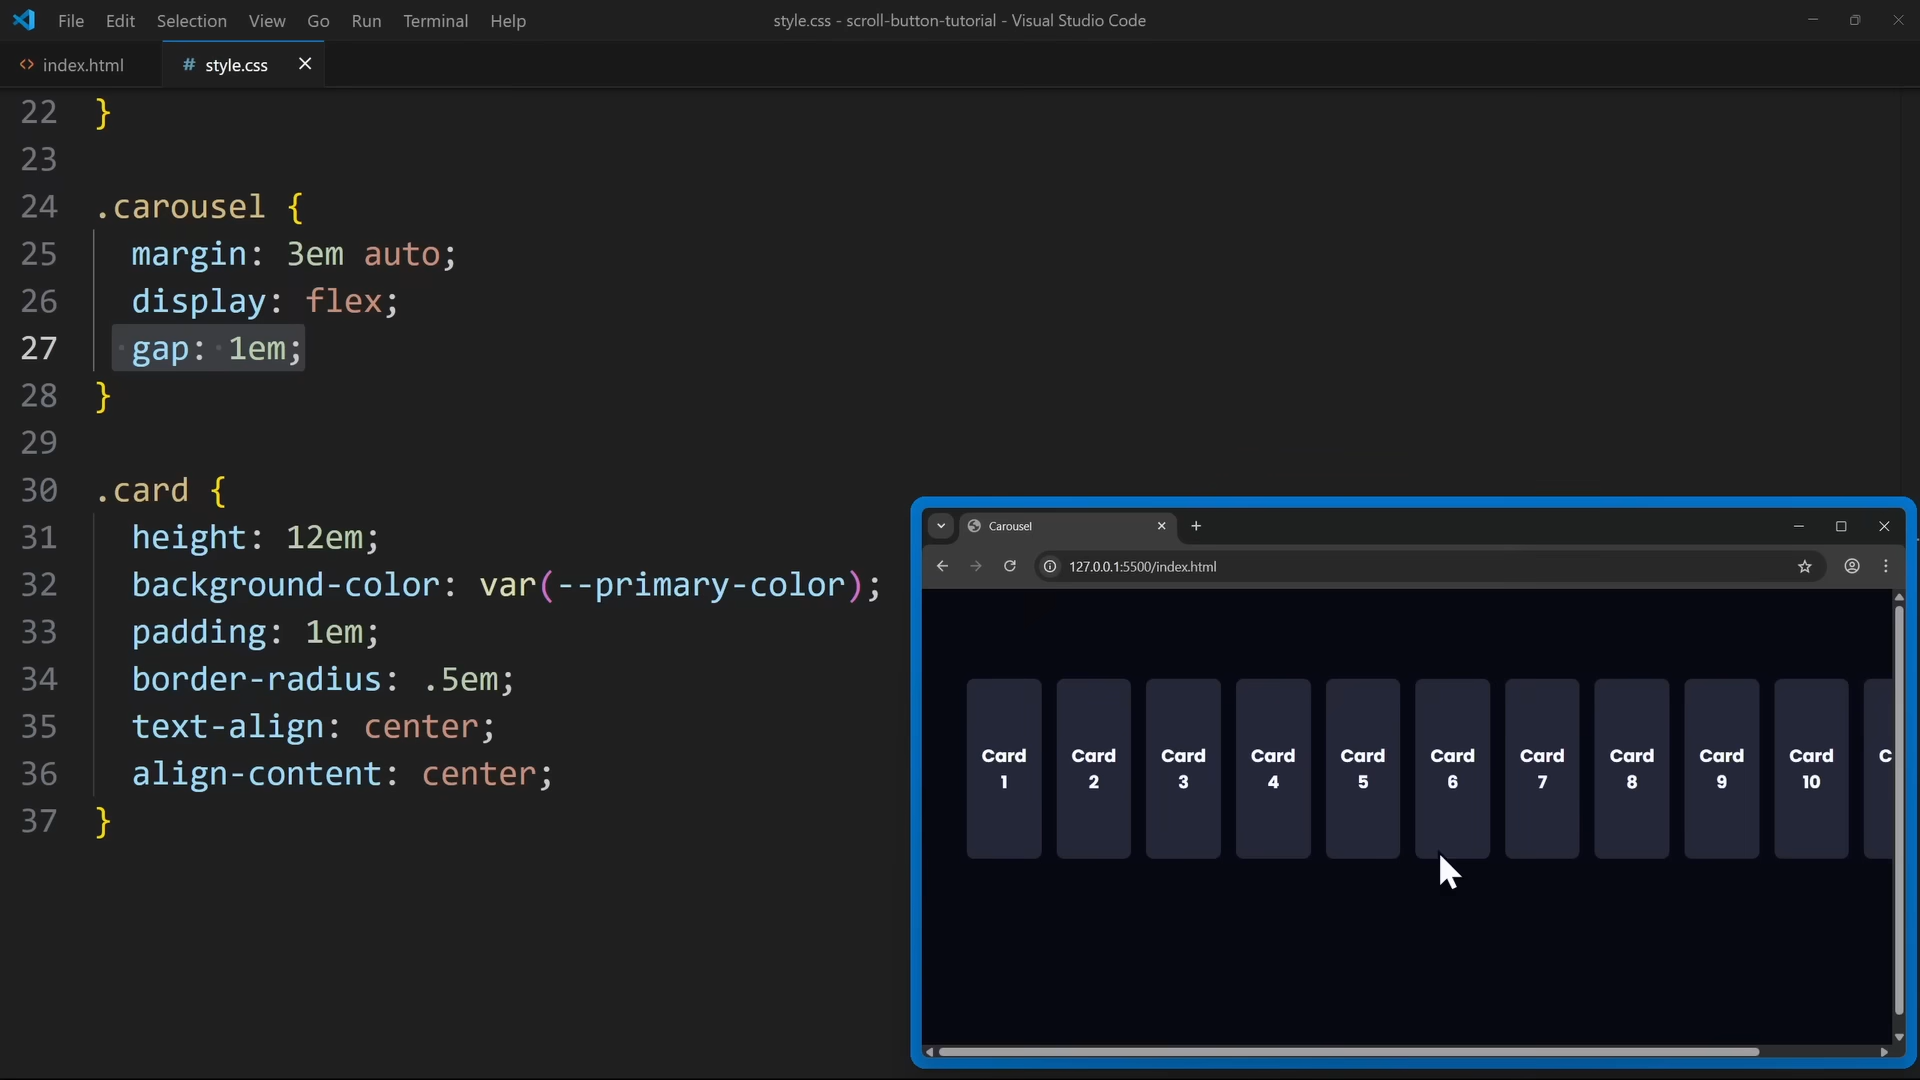 File Edit Selection View Go Run Terminal Help
style.css - scroll-button-tutorial - Visual Studio Code
<> index.html
# style.css
22 }
23
24 .carousel {
25 margin: 3em auto;
26 display: flex;
27 gap: 1em;
28 }
29
30 .card {
31 height: 12em;
32 background-color: var(--primary-color);
33 padding: 1em;
34 border-radius: .5em;
35 text-align: center;
36 align-content: center;
37 }
Carousel
127.0.0.1:5500/index.html
Card
1
Card
2
Card
3
Card
4
Card
5
Card
6
Card
7
Card
8
Card
9
Card
10
C